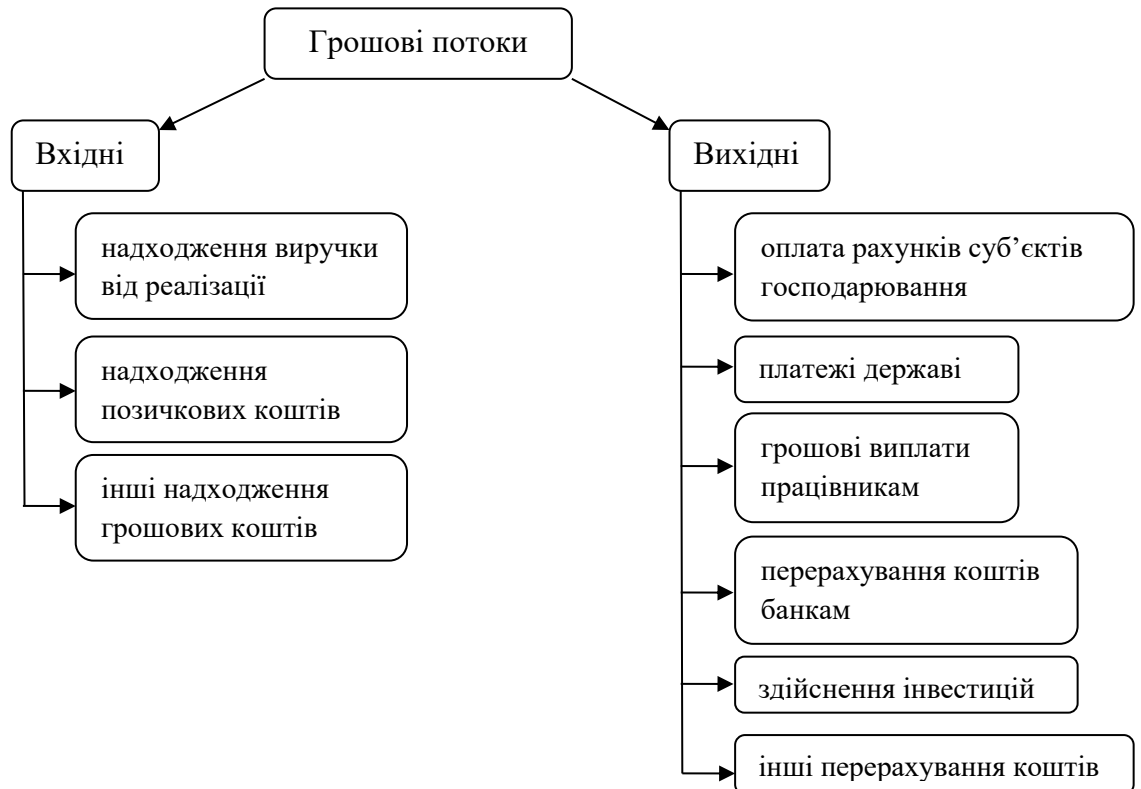 Грошові потоки
Вхідні
надходження виручки
від реалізації
надходження
позичкових коштів
інші надходження
грошових коштів
Вихідні
оплата рахунків суб’єктів
господарювання
платежі державі
грошові виплати
працівникам
перерахування коштів
банкам
здійснення інвестицій
інші перерахування коштів